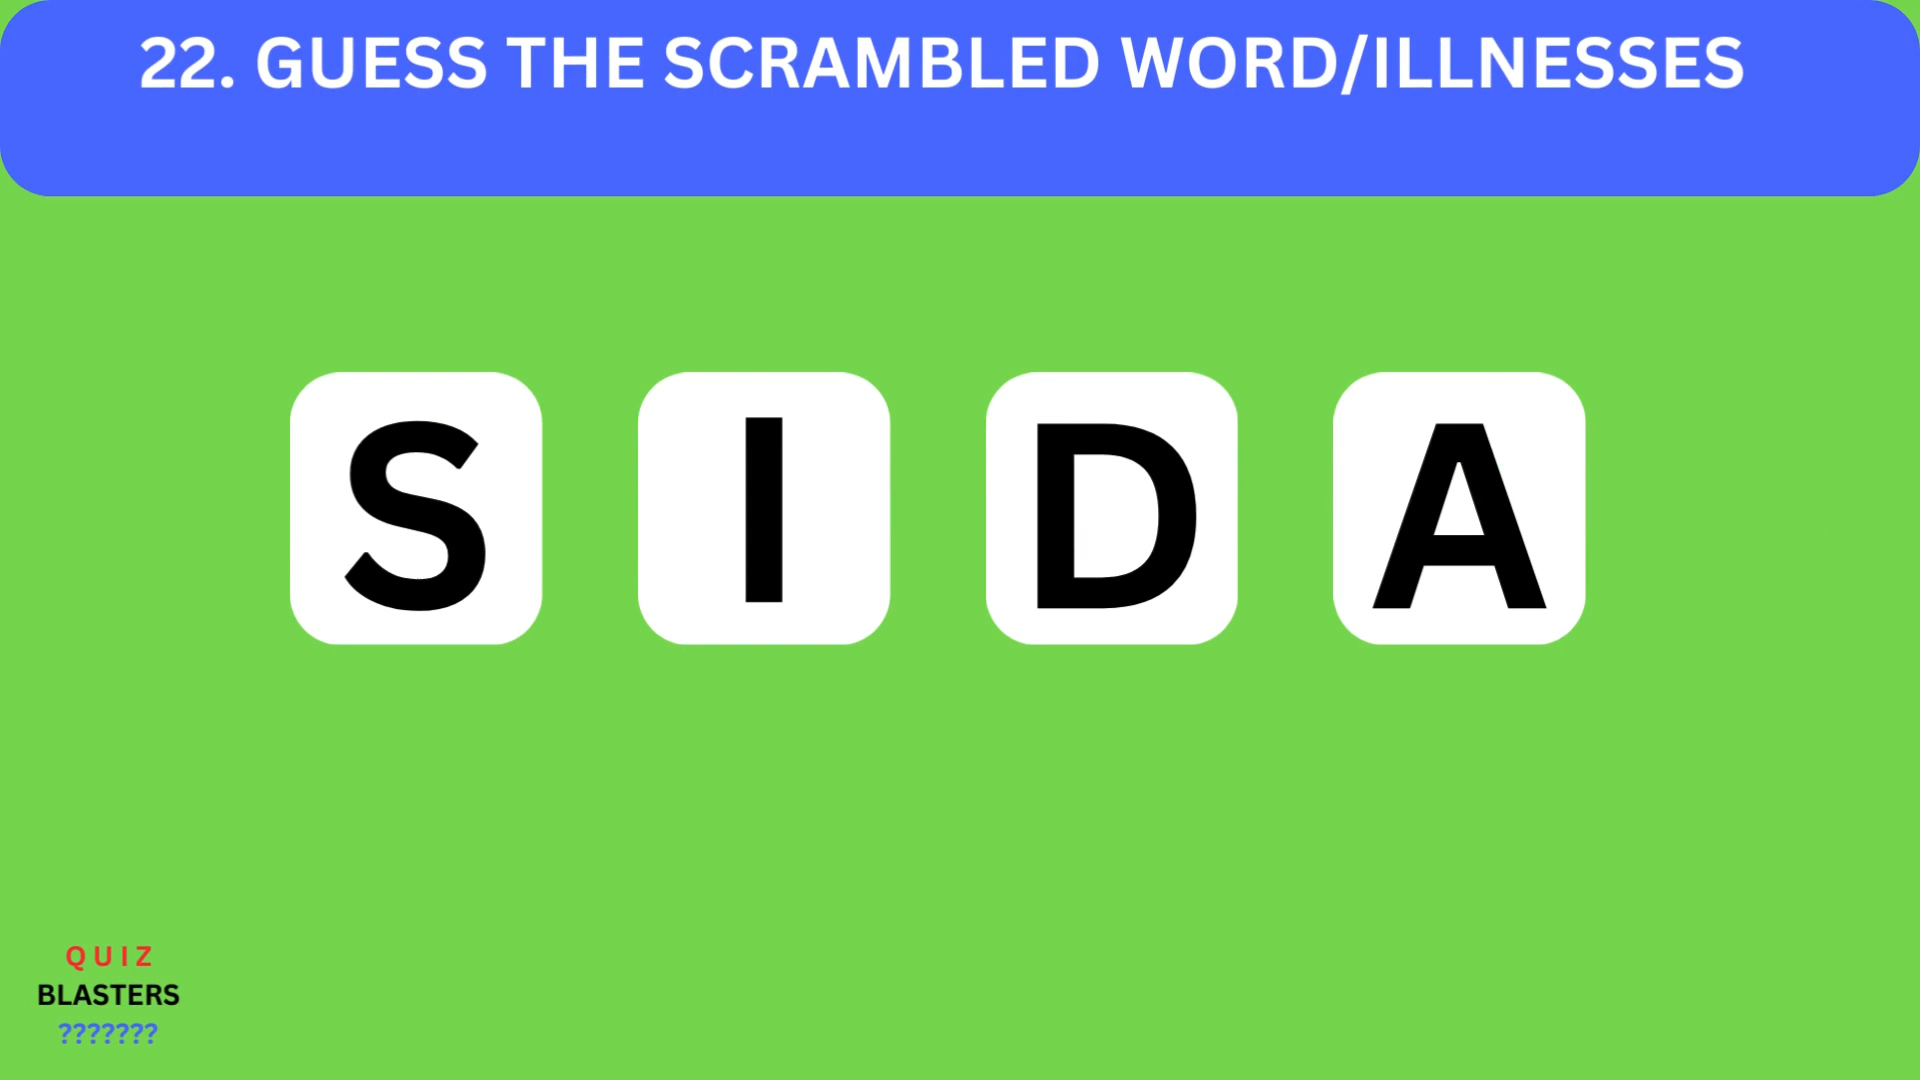 22. GUESS THE SCRAMBLED WORD/ILLNESSES
S I D A
QUIZ
BLASTERS
???????